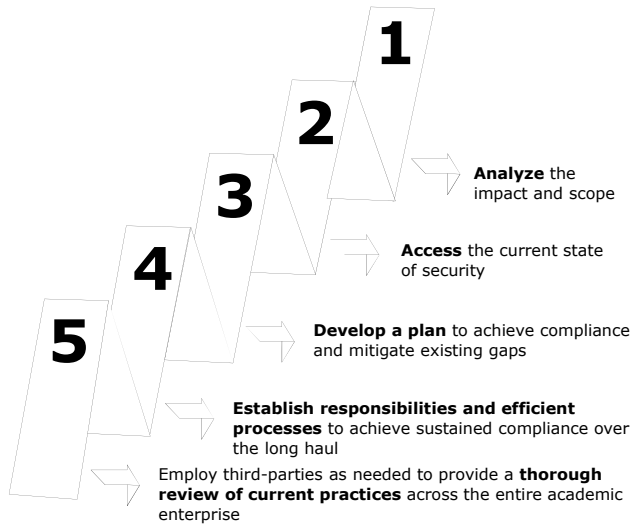 1
Analyze the
impact and scope
2
Access the current state
of security
3
Develop a plan to achieve compliance
and mitigate existing gaps
4
Establish responsibilities and efficient
processes to achieve sustained compliance over
the long haul
5
Employ third-parties as needed to provide a thorough
review of current practices across the entire academic
enterprise